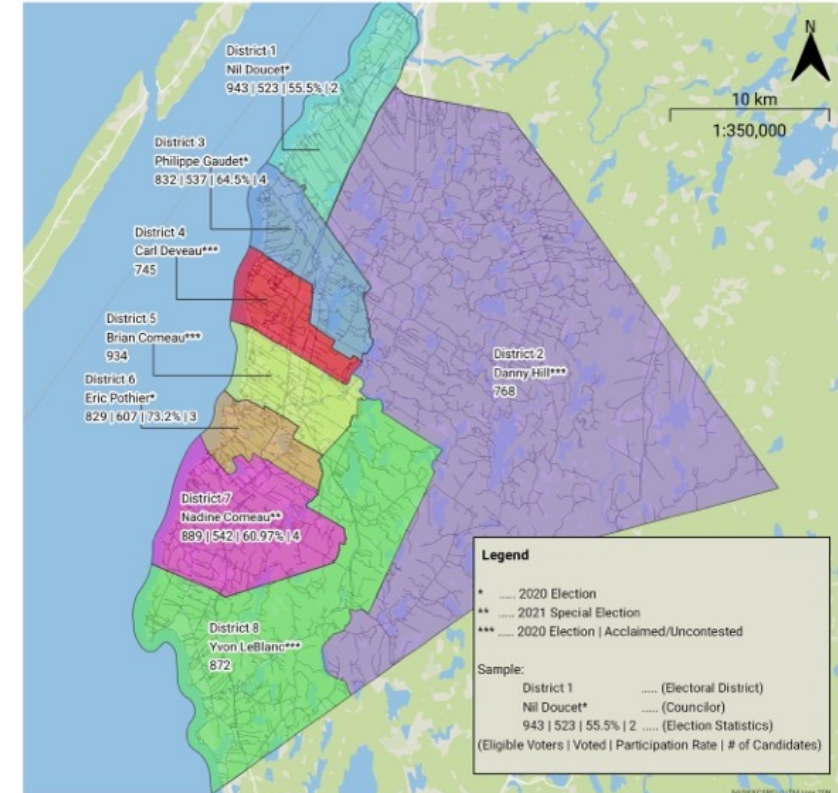 District 1
Nil Doucet*
943 | 523 | 55.5% | 2
N
10 km
1:350,000
District 3
Philippe Gaudet*
832 | 537 | 64.5% | 4
District 4
Carl Deveau***
745
District 5
Brian Comeau***
934
District 6
Eric Pothier*
829 | 607 | 73.2% | 3
District 2
Danny Hill***
768
District 7
Nadine Comeau**
889 | 542 | 60.97% | 4
District 8
Yvon LeBlanc***
872
Legend
* ..... 2020 Election
** ..... 2021 Special Election
*** ..... 2020 Election | Acclaimed/Uncontested
Sample:
District 1 ..... (Electoral District)
Nil Doucet* ..... (Councilor)
943 | 523 | 55.5% | 2 ..... (Election Statistics)
(Eligible Voters | Voted | Participation Rate | # of Candidates)